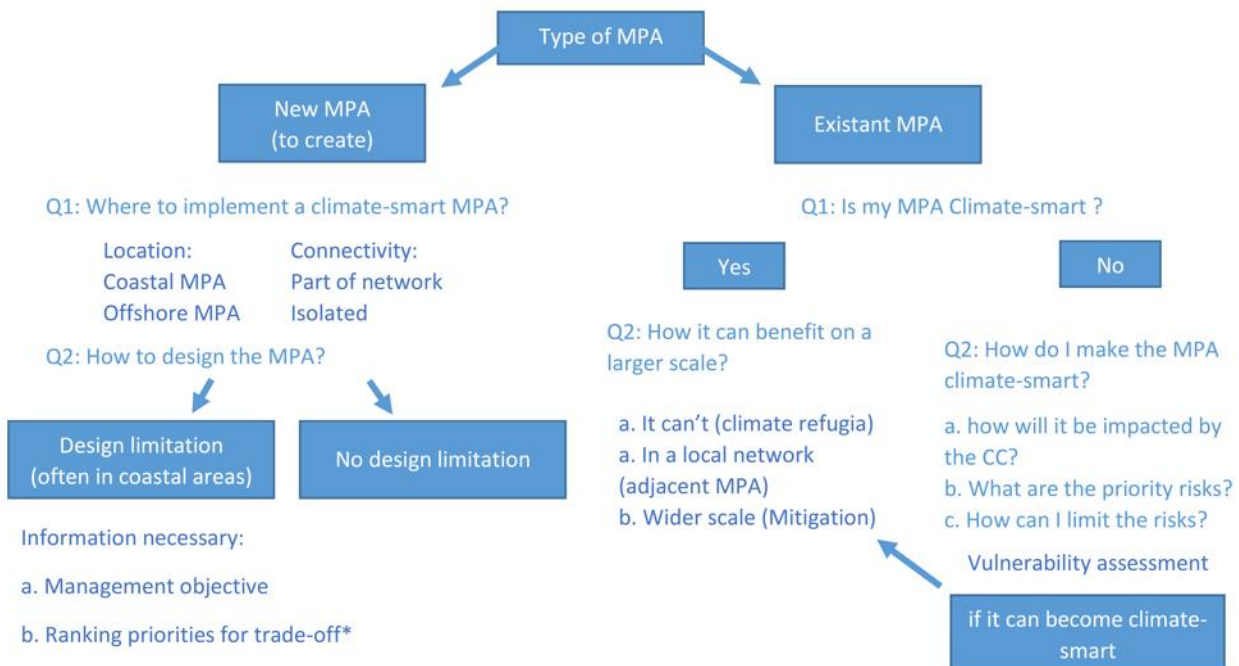 Type of MPA
New MPA
(to create)
Existant MPA
Q1: Where to implement a climate-smart MPA?
Location:
Coastal MPA
Offshore MPA
Connectivity:
Part of network
Isolated
Q2: How to design the MPA?
Design limitation
(often in coastal areas)
No design limitation
Information necessary:
a. Management objective
b. Ranking priorities for trade-off*
Q1: Is my MPA Climate-smart ?
Yes
No
Q2: How it can benefit on a
larger scale?
a. It can’t (climate refugia)
a. In a local network
(adjacent MPA)
b. Wider scale (Mitigation)
Q2: How do I make the MPA
climate-smart?
a. how will it be impacted by
the CC?
b. What are the priority risks?
c. How can I limit the risks?
Vulnerability assessment
if it can become climate-
smart